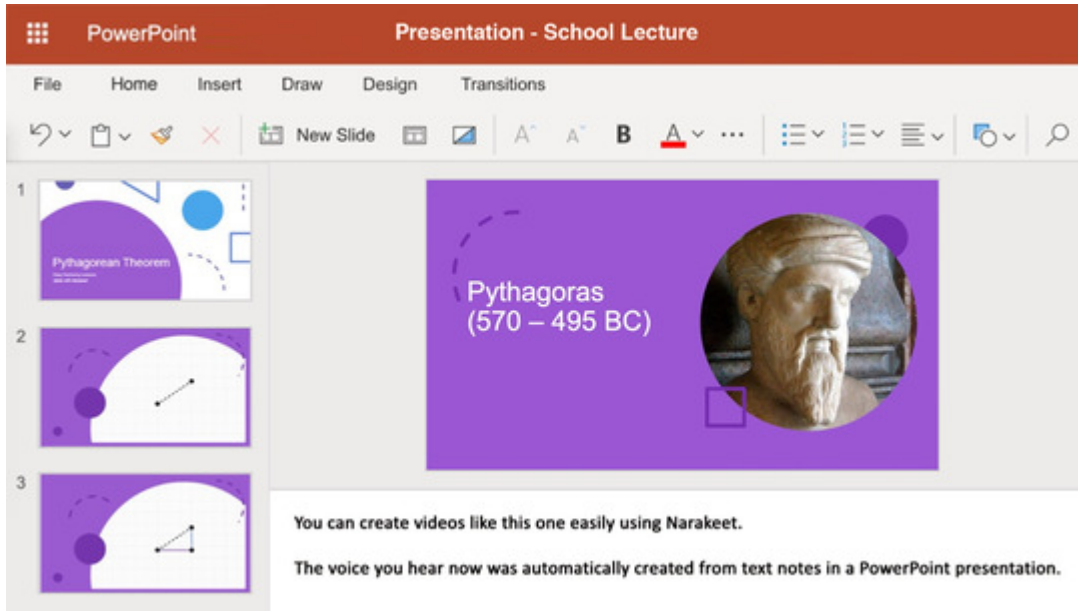 PowerPoint
Presentation - School Lecture
File Home Insert Draw Design Transitions
New Slide A A B A
1
Pythagorean Theorem
2
3
Pythagoras
(570 – 495 BC)
You can create videos like this one easily using Narakeet.
The voice you hear now was automatically created from text notes in a PowerPoint presentation.